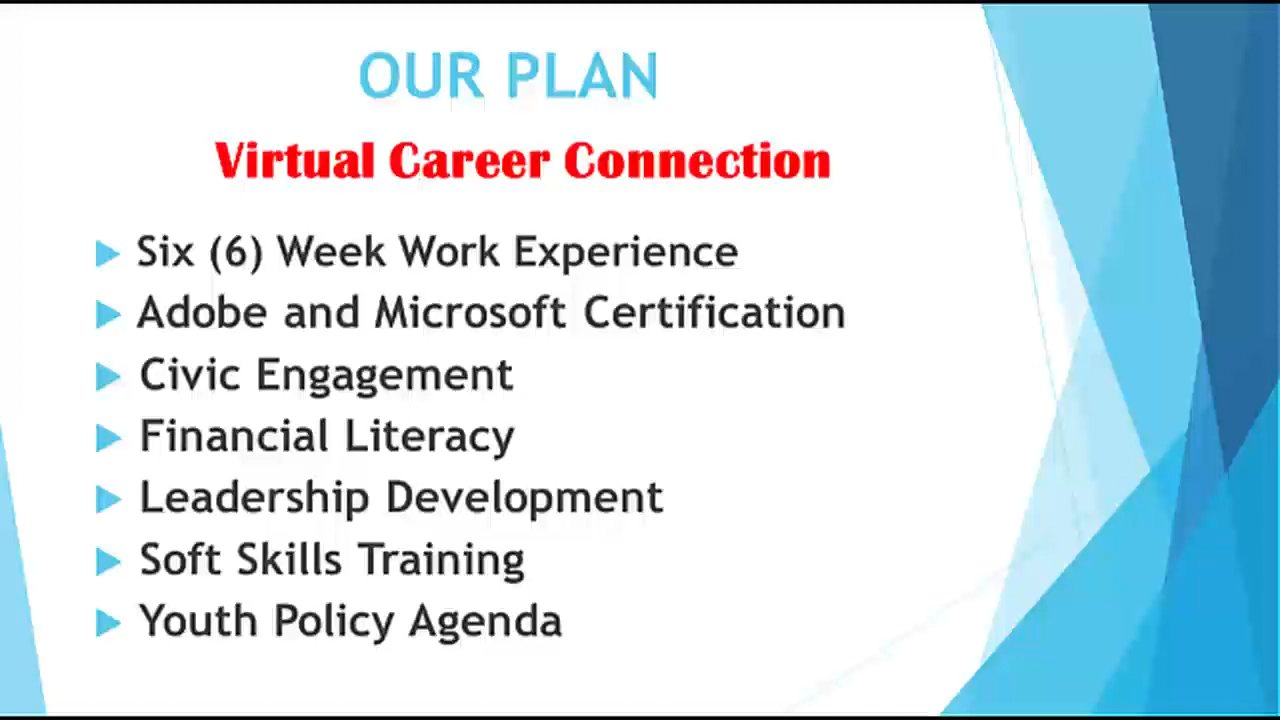 OUR PLAN
Virtual Career Connection
Six (6) Week Work Experience
Adobe and Microsoft Certification
Civic Engagement
Financial Literacy
Leadership Development
Soft Skills Training
Youth Policy Agenda